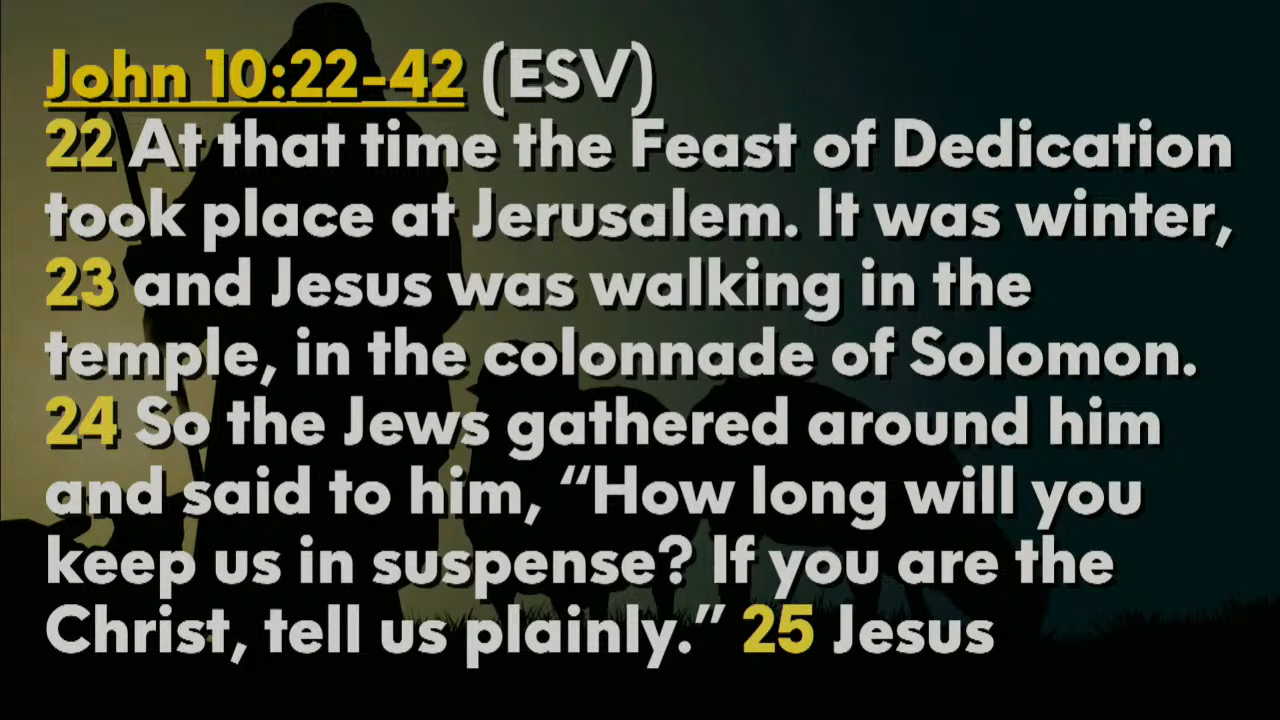 John 10:22-42 (ESV)
22 At that time the Feast of Dedication
took place at Jerusalem. It was winter,
23 and Jesus was walking in the
temple, in the colonnade of Solomon.
24 So the Jews gathered around him
and said to him, “How long will you
keep us in suspense? If you are the
Christ, tell us plainly.” 25 Jesus